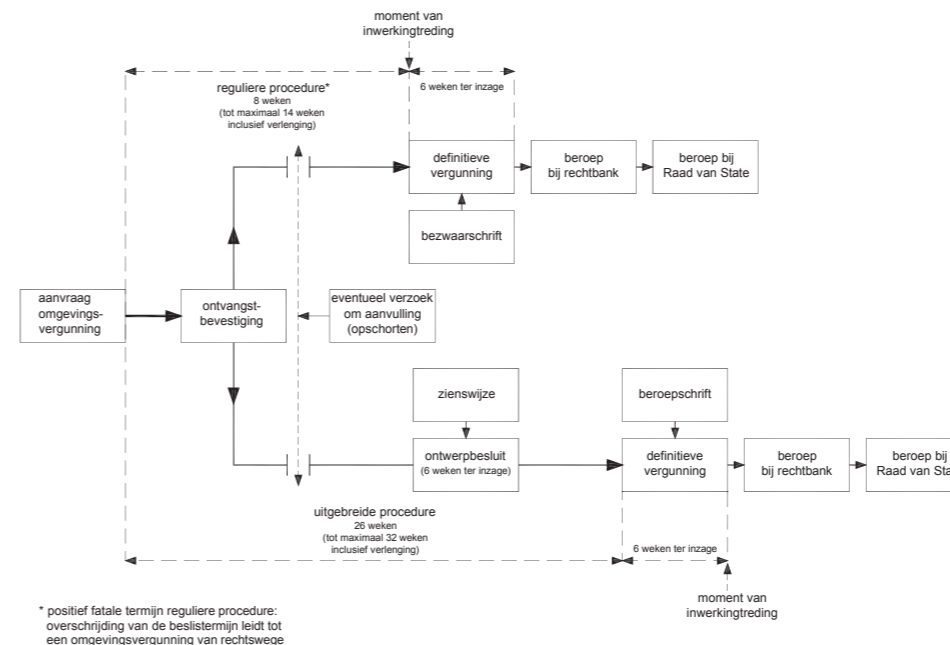 moment van
inwerkingtreding
reguliere procedure*
8 weken
(tot maximaal 14 weken
inclusief verlenging)
6 weken ter inzage
definitieve
vergunning
beroep
bij rechtbank
beroep bij
Raad van State
bezwaarschrift
aanvraag
omgevings-
vergunning
ontvangst-
bevestiging
eventueel verzoek
om aanvulling
(opschorten)
zienswijze
beroepschrift
ontwerpbesluit
(6 weken ter inzage)
definitieve
vergunning
beroep
bij rechtbank
beroep bij
Raad van Sta
uitgebreide procedure
26 weken
(tot maximaal 32 weken
inclusief verlenging)
6 weken ter inzage
moment van
inwerkingtreding
* positief fatale termijn reguliere procedure:
overschrijding van de beslistermijn leidt tot
een omgevingsvergunning van rechtswege